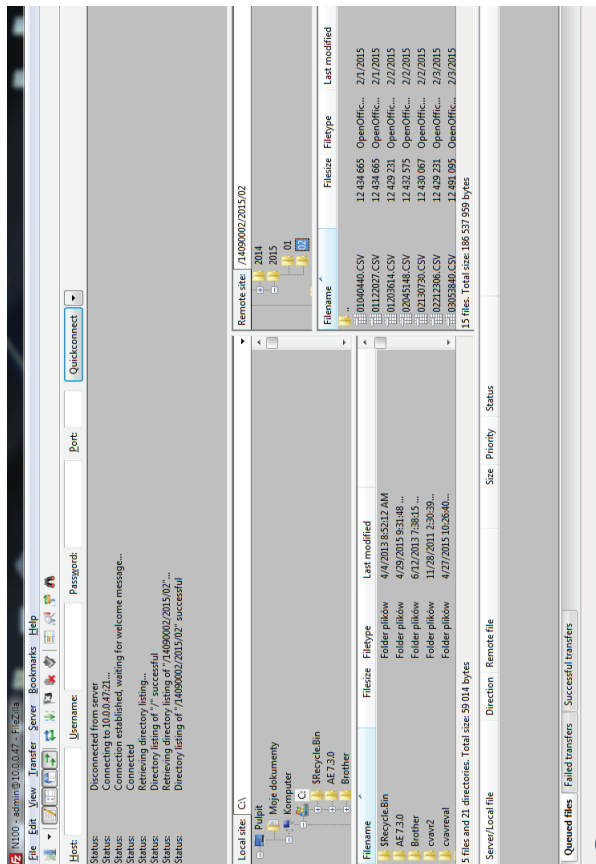 N100 - admin@10.0.0.47 - FileZilla
File Edit View Transfer Server Bookmarks Help
Host: Username: Password: Port: Quickconnect
Status: Disconnected from server
Status: Connecting to 10.0.0.47:21...
Status: Connection established, waiting for welcome message...
Status: Connected
Status: Retrieving directory listing...
Status: Directory listing of "/" successful
Status: Retrieving directory listing of "/14090002/2015/02"...
Status: Directory listing of "/14090002/2015/02" successful
Local site: C:\
Pulpit
Moje dokumenty
Komputer
C:
$Recycle.Bin
AE 7.3.0
Brother
Filename Filesize Filetype Last modified
$Recycle.Bin Folder plików 4/4/2013 8:52:12 AM
AE 7.3.0 Folder plików 4/29/2015 9:31:48 ...
Brother Folder plików 6/12/2013 7:38:15 ...
cvavr2 Folder plików 11/28/2011 2:30:39...
cvavreval Folder plików 4/27/2015 10:26:40...
5 files and 21 directories. Total size: 59 014 bytes
Remote site: /14090002/2015/02
2014
2015
01
02
Filename Filesize Filetype Last modified
..
01040440.CSV 12 434 665 OpenOffic... 2/1/2015
01122027.CSV 12 434 665 OpenOffic... 2/1/2015
01203614.CSV 12 429 231 OpenOffic... 2/2/2015
02045148.CSV 12 432 575 OpenOffic... 2/2/2015
02130730.CSV 12 430 067 OpenOffic... 2/2/2015
02212306.CSV 12 429 231 OpenOffic... 2/3/2015
03053840.CSV 12 491 095 OpenOffic... 2/3/2015
15 files. Total size: 186 537 959 bytes
Server/Local file Direction Remote file Size Priority Status
Queued files Failed transfers Successful transfers